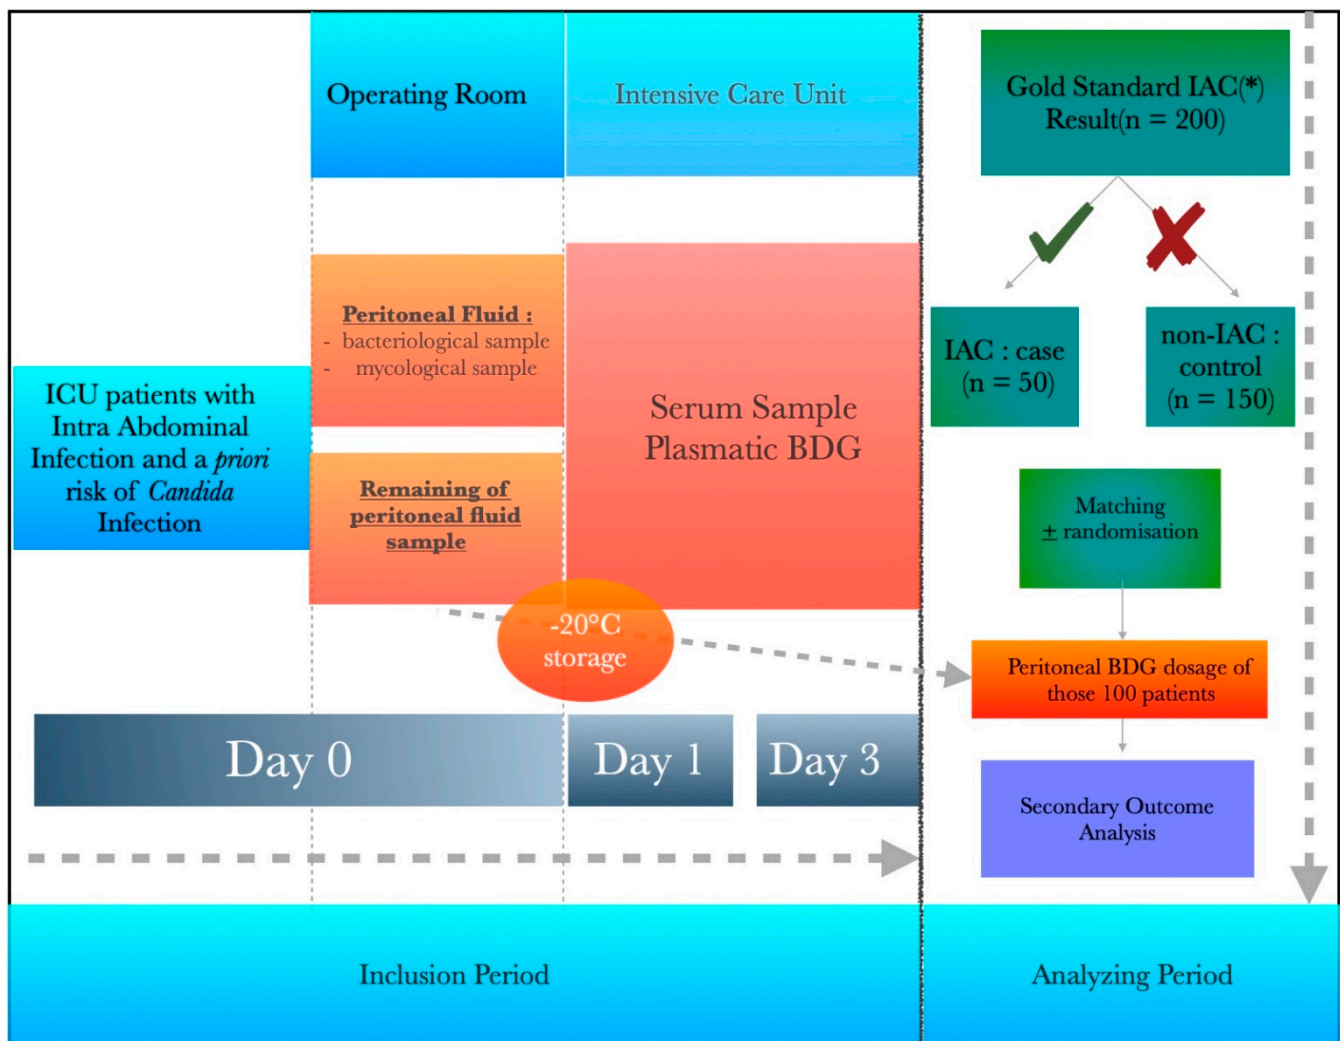 Operating Room
Intensive Care Unit
Gold Standard IAC(*)
Result(n = 200)
Peritoneal Fluid :
- bacteriological sample
- mycological sample
ICU patients with
Intra Abdominal
Infection and a priori
risk of Candida
Infection
Remaining of
peritoneal fluid
sample
Serum Sample
Plasmatic BDG
IAC : case
(n = 50)
non-IAC :
control
(n = 150)
Matching
± randomisation
-20°C
storage
Peritoneal BDG dosage of
those 100 patients
Day 0
Day 1
Day 3
Secondary Outcome
Analysis
Inclusion Period
Analyzing Period